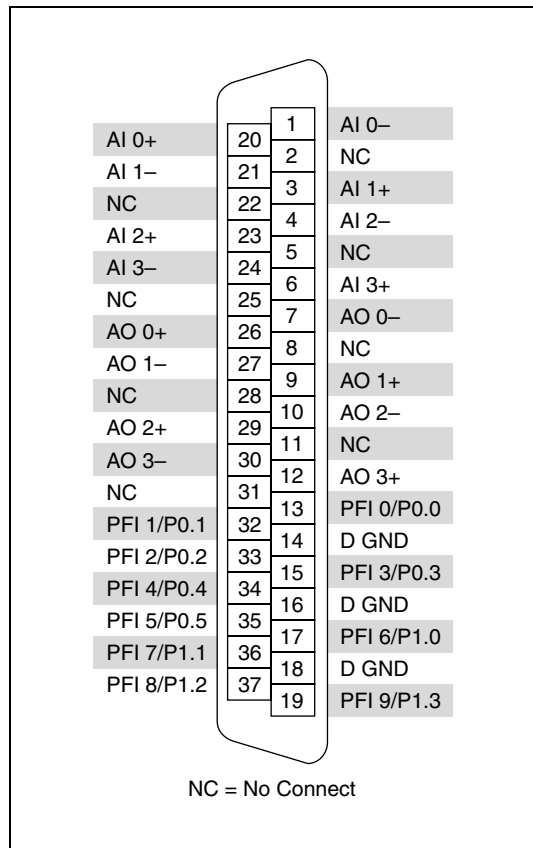 AI 0+ 20
AI 1– 21
NC 22
AI 2+ 23
AI 3– 24
NC 25
AO 0+ 26
AO 1– 27
NC 28
AO 2+ 29
AO 3– 30
NC 31
PFI 1/P0.1 32
PFI 2/P0.2 33
PFI 4/P0.4 34
PFI 5/P0.5 35
PFI 7/P1.1 36
PFI 8/P1.2 37
1 AI 0–
2 NC
3 AI 1+
4 AI 2–
5 NC
6 AI 3+
7 AO 0–
8 NC
9 AO 1+
10 AO 2–
11 NC
12 AO 3+
13 PFI 0/P0.0
14 D GND
15 PFI 3/P0.3
16 D GND
17 PFI 6/P1.0
18 D GND
19 PFI 9/P1.3
NC = No Connect